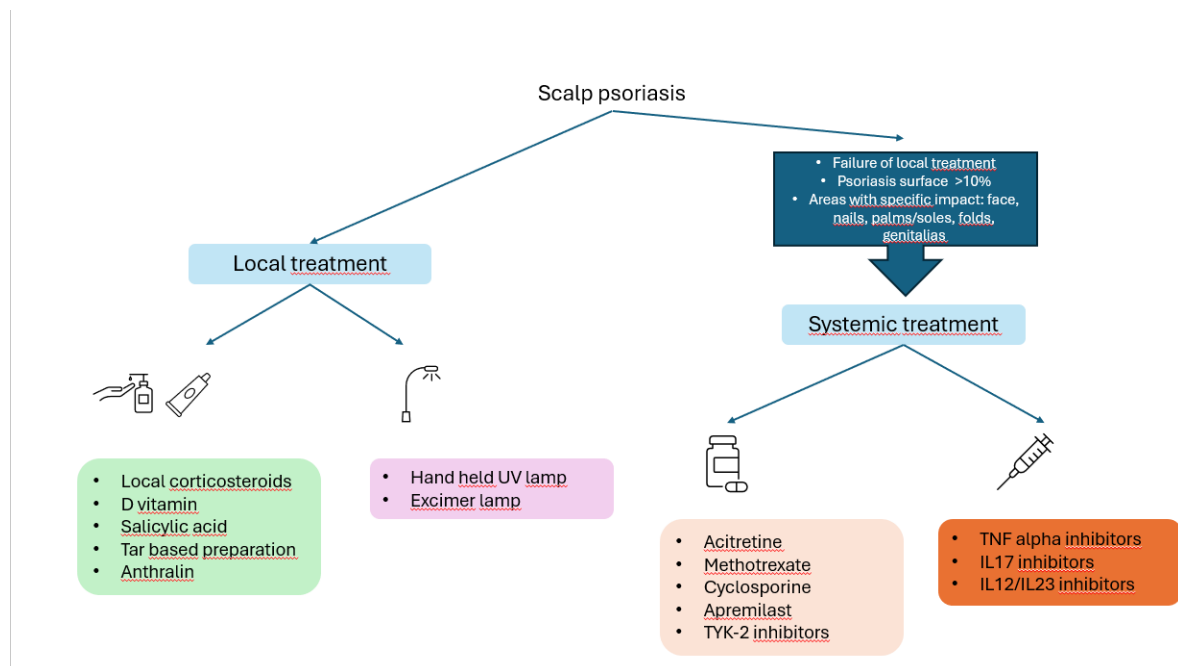 Scalp psoriasis
• Failure of local treatment
• Psoriasis surface >10%
• Areas with specific impact: face,
nails, palms/soles, folds,
genitalias
Local treatment
Systemic treatment
• Local corticosteroids
• D vitamin
• Salicylic acid
• Tar based preparation
• Anthralin
• Hand held UV lamp
• Excimer lamp
• Acitretine
• Methotrexate
• Cyclosporine
• Apremilast
• TYK-2 inhibitors
• TNF alpha inhibitors
• IL17 inhibitors
• IL12/IL23 inhibitors